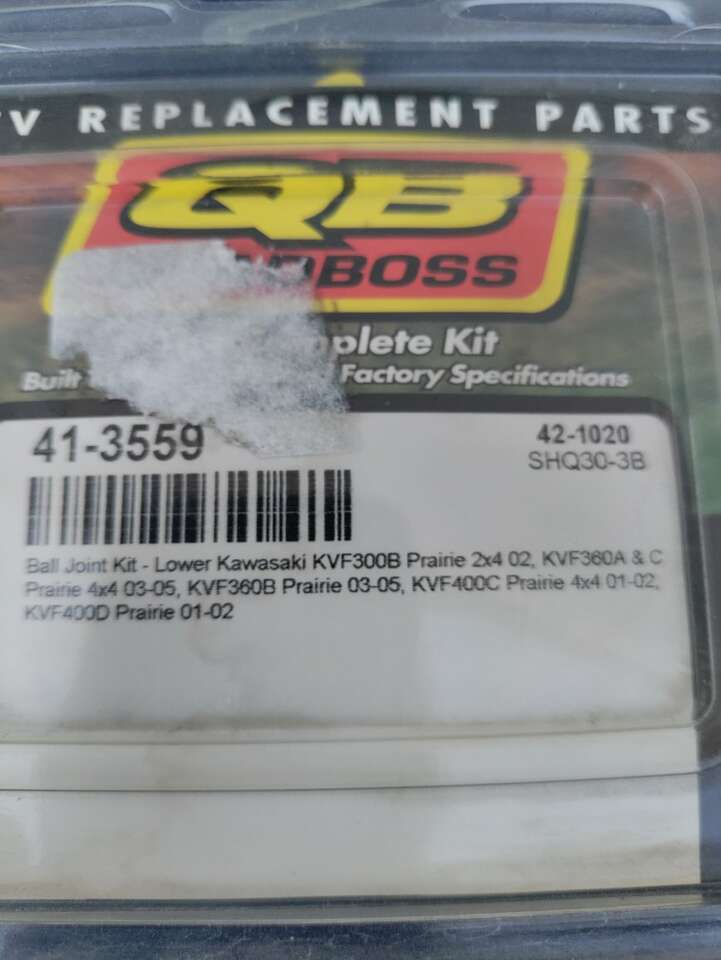 V REPLACEMENT PARTS
QB
BOSS
plete Kit
Built Factory Specifications
41-3559
42-1020
SHQ30-3B
Ball Joint Kit - Lower Kawasaki KVF300B Prairie 2x4 02, KVF360A & C
Prairie 4x4 03-05, KVF360B Prairie 03-05, KVF400C Prairie 4x4 01-02,
KVF400D Prairie 01-02